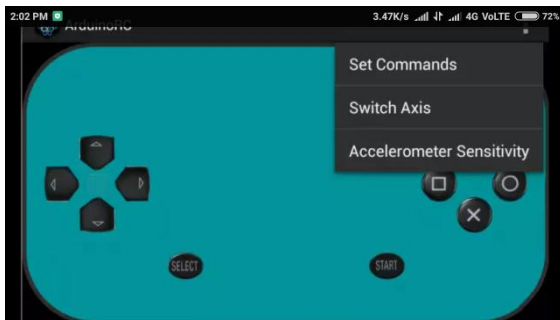 2:02 PM 3.47K/s 4G VoLTE 72%
ArduinoRC
Set Commands
Switch Axis
Accelerometer Sensitivity
SELECT START